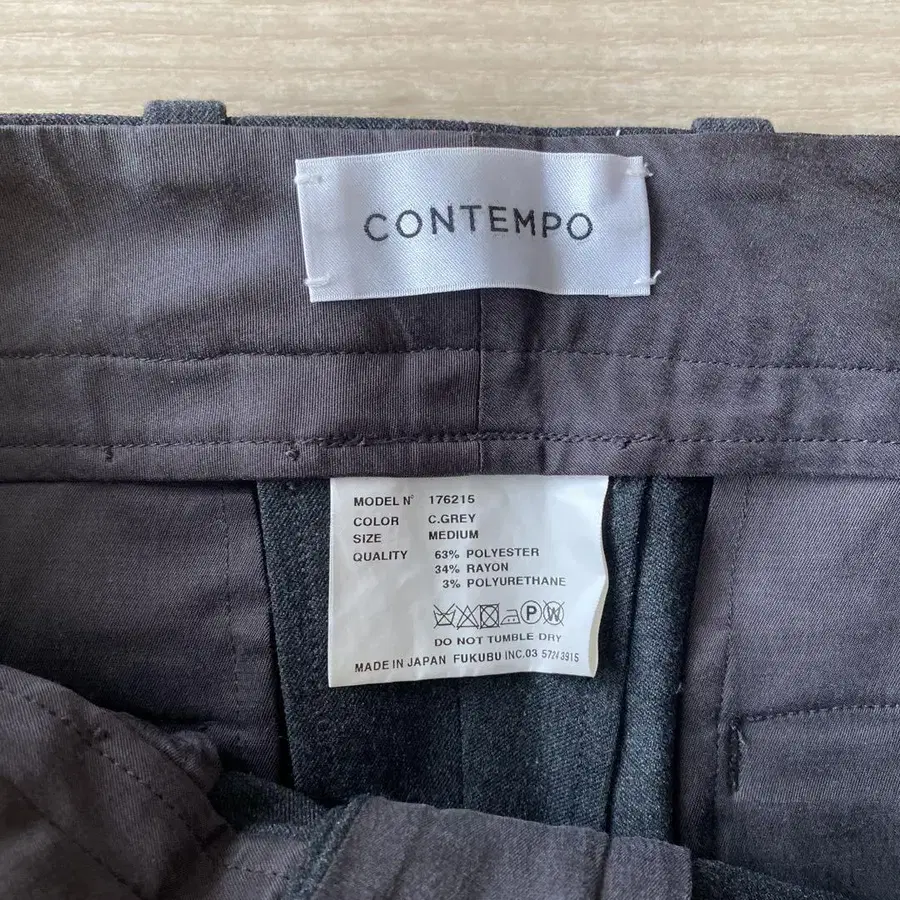 CONTEMPO
MODEL Nº 176215
COLOR C.GREY
SIZE MEDIUM
QUALITY 63% POLYESTER
34% RAYON
3% POLYURETHANE
P W
DO NOT TUMBLE DRY
MADE IN JAPAN FUKUBU INC.03 5724 3915